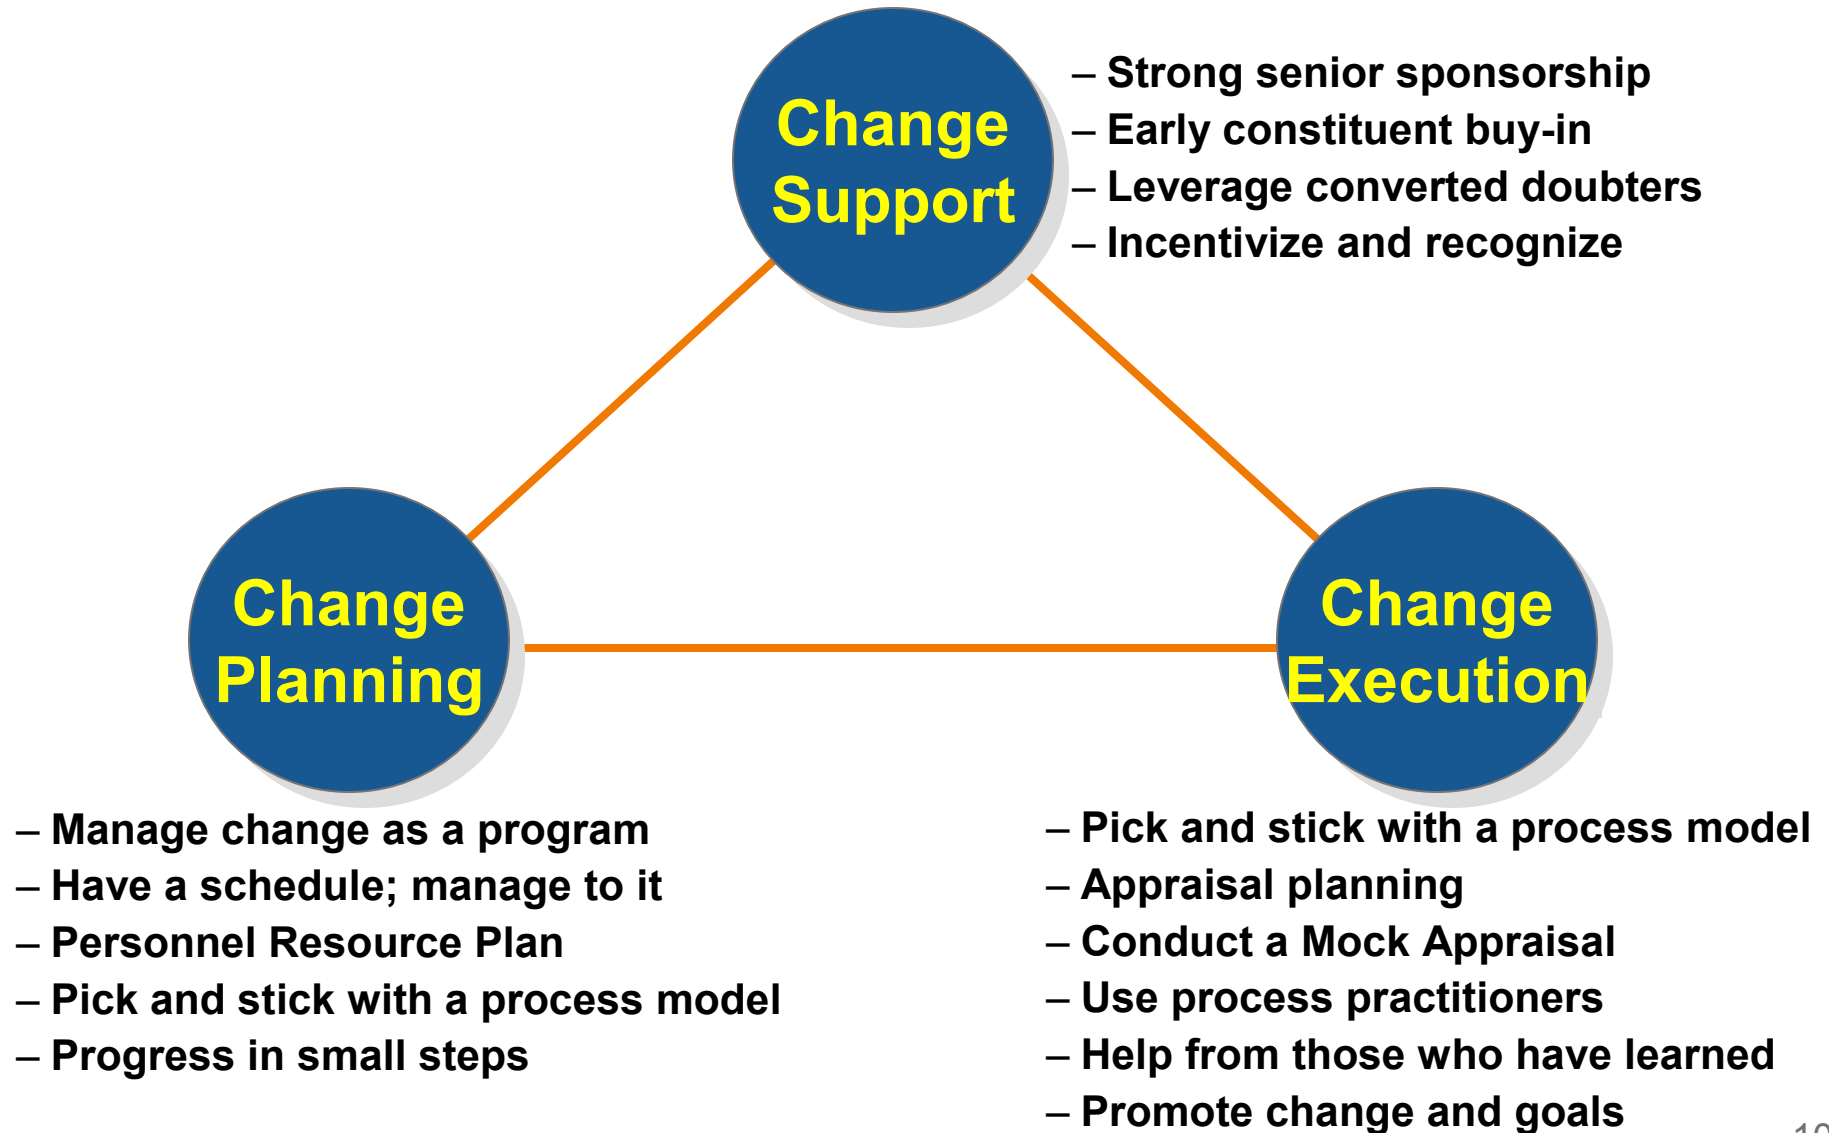 Change
Support
– Strong senior sponsorship
– Early constituent buy-in
– Leverage converted doubters
– Incentivize and recognize
Change
Planning
– Manage change as a program
– Have a schedule; manage to it
– Personnel Resource Plan
– Pick and stick with a process model
– Progress in small steps
Change
Execution
– Pick and stick with a process model
– Appraisal planning
– Conduct a Mock Appraisal
– Use process practitioners
– Help from those who have learned
– Promote change and goals